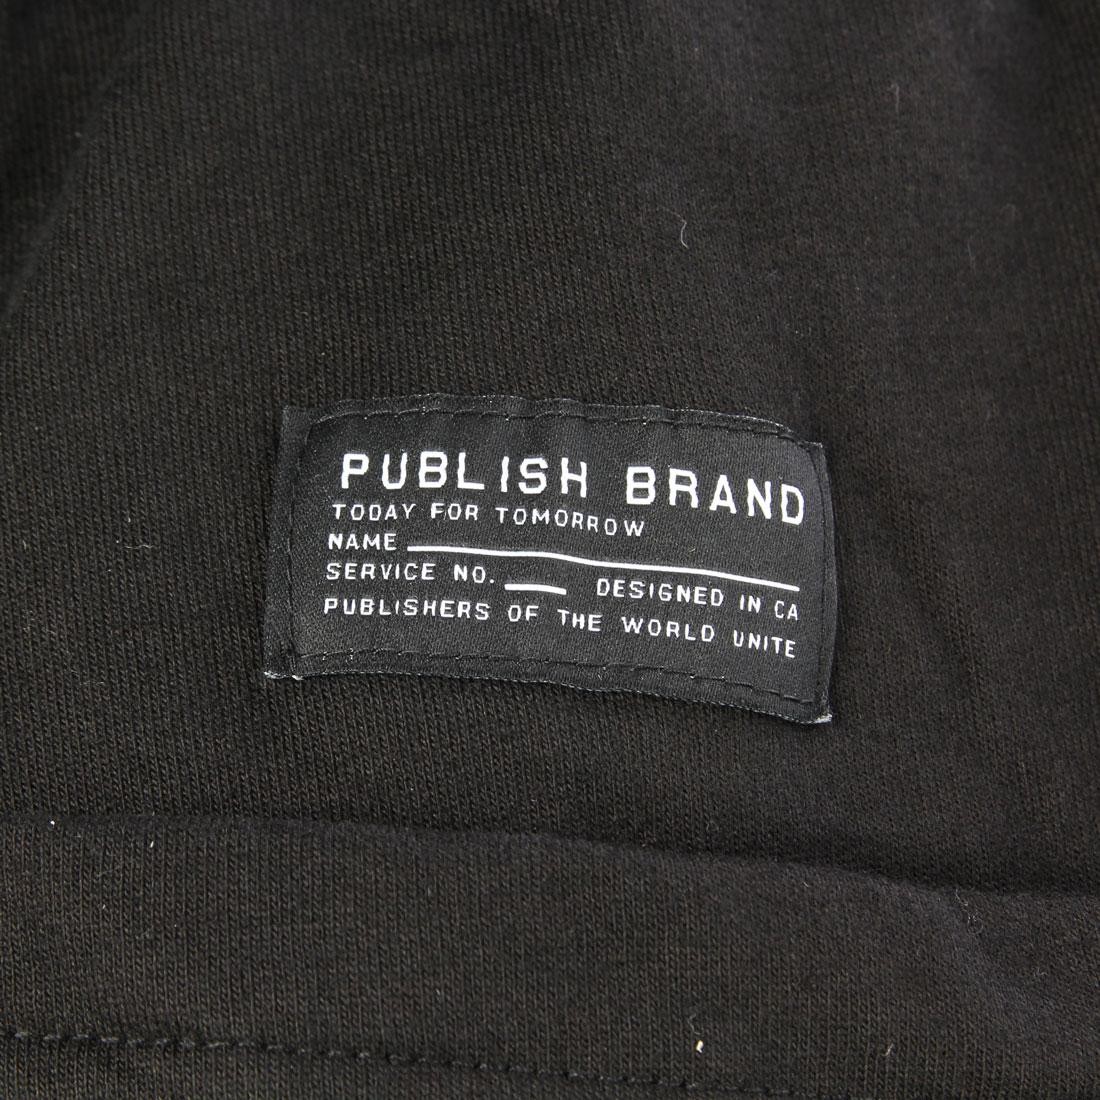 PUBLISH BRAND
TODAY FOR TOMORROW
NAME
SERVICE NO. DESIGNED IN CA
PUBLISHERS OF THE WORLD UNITE